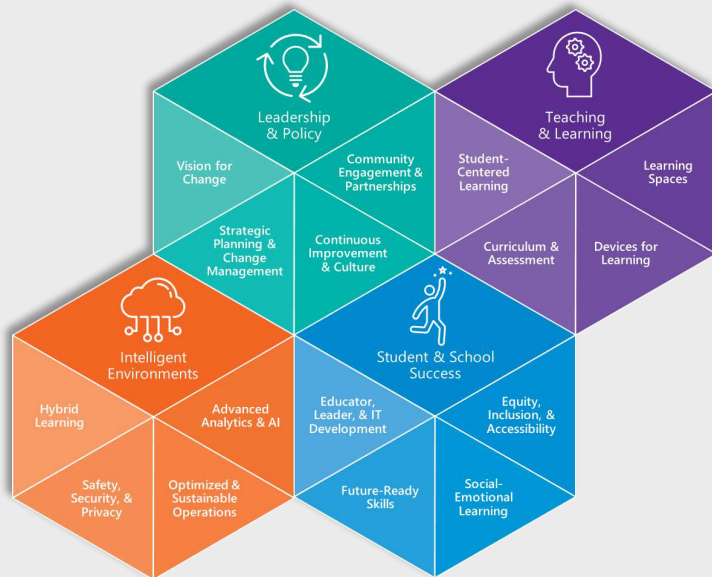 Leadership
& Policy
Vision for
Change
Community
Engagement &
Partnerships
Strategic
Planning &
Change
Management
Continuous
Improvement
& Culture
Teaching
& Learning
Student-
Centered
Learning
Learning
Spaces
Curriculum &
Assessment
Devices for
Learning
Intelligent
Environments
Hybrid
Learning
Advanced
Analytics & AI
Safety,
Security, &
Privacy
Optimized &
Sustainable
Operations
Student & School
Success
Educator,
Leader, & IT
Development
Equity,
Inclusion, &
Accessibility
Future-Ready
Skills
Social-
Emotional
Learning